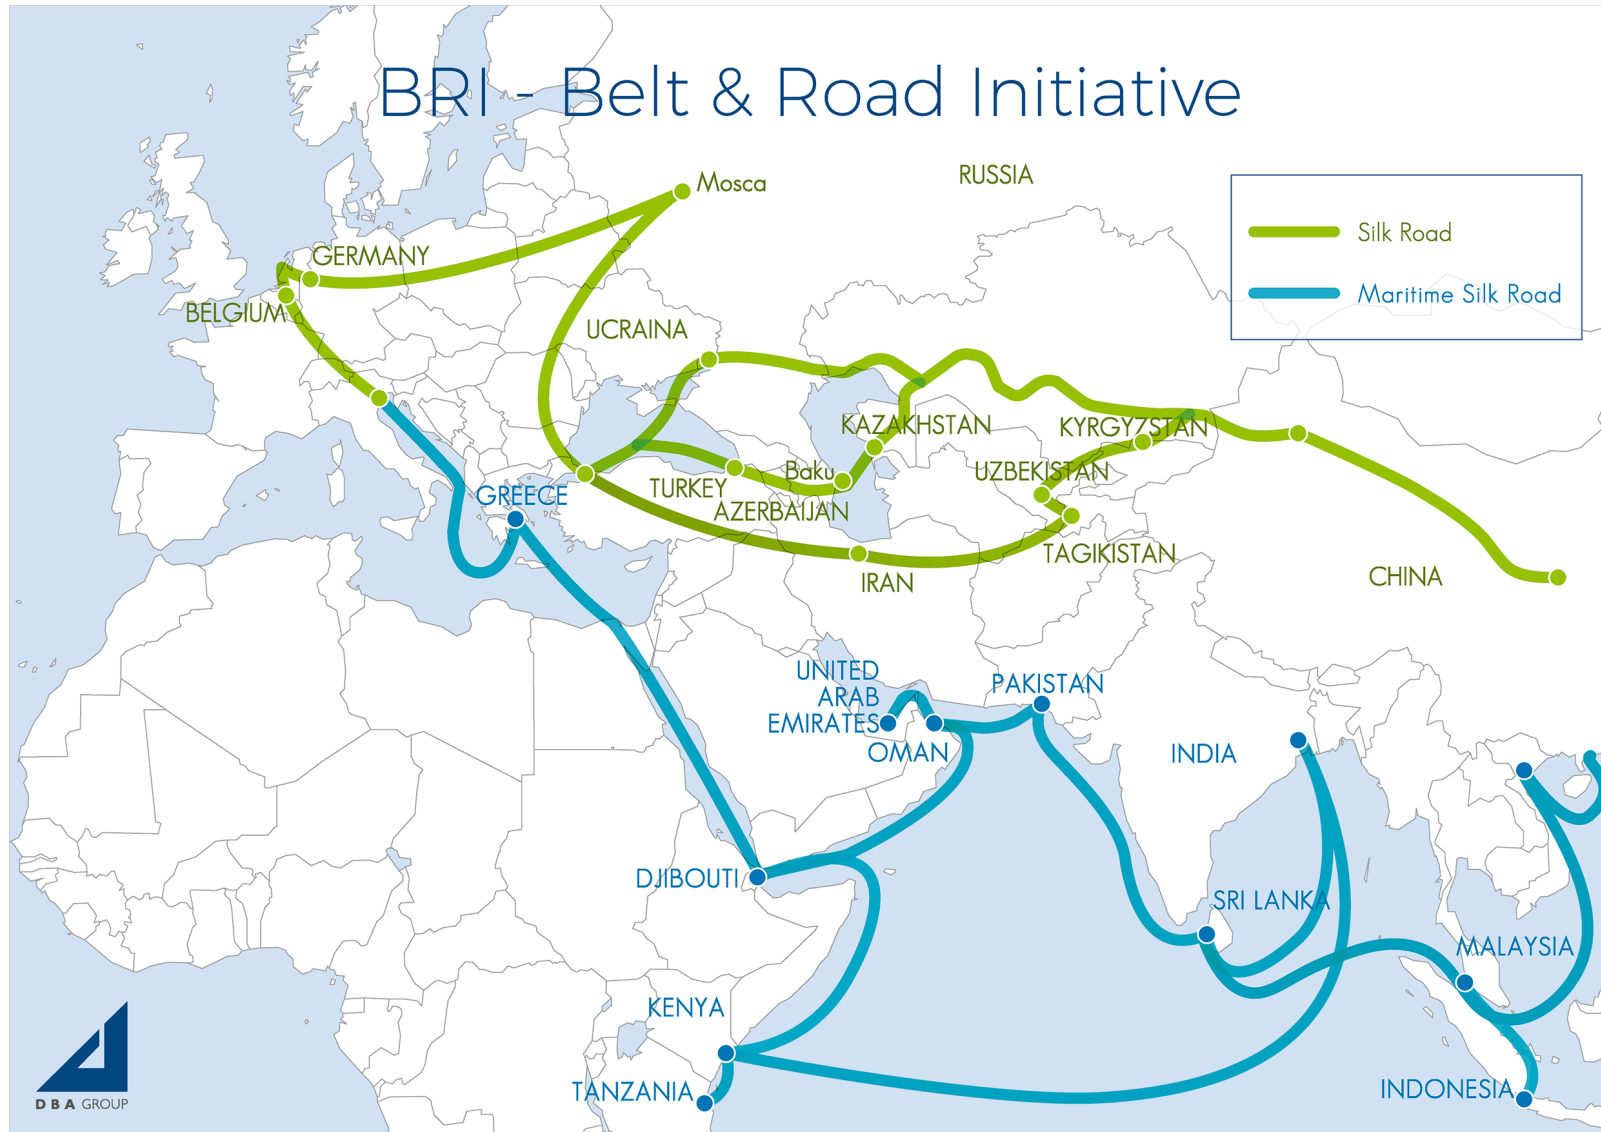 BRI - Belt & Road Initiative
RUSSIA
Mosca
Silk Road
Maritime Silk Road
GERMANY
BELGIUM
UCRAINA
KAZAKHSTAN
KYRGYZSTAN
Baku
UZBEKISTAN
TURKEY
GREECE
AZERBAIJAN
TAGIKISTAN
IRAN
CHINA
UNITED
ARAB
EMIRATES
PAKISTAN
OMAN
INDIA
DJIBOUTI
SRI LANKA
MALAYSIA
KENYA
TANZANIA
INDONESIA
DBA GROUP